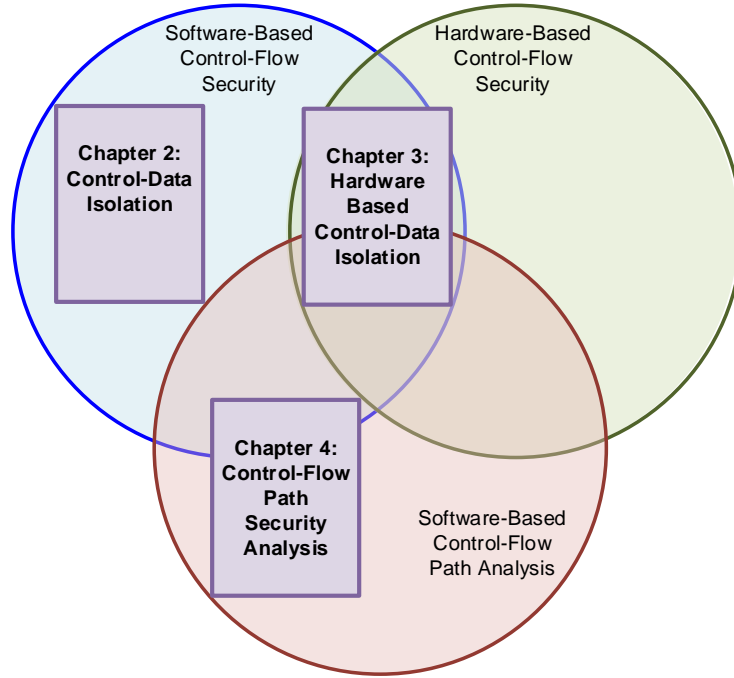 Software-Based
Control-Flow
Security
Hardware-Based
Control-Flow
Security
Chapter 2:
Control-Data
Isolation
Chapter 3:
Hardware
Based
Control-Data
Isolation
Chapter 4:
Control-Flow
Path
Security
Analysis
Software-Based
Control-Flow
Path Analysis